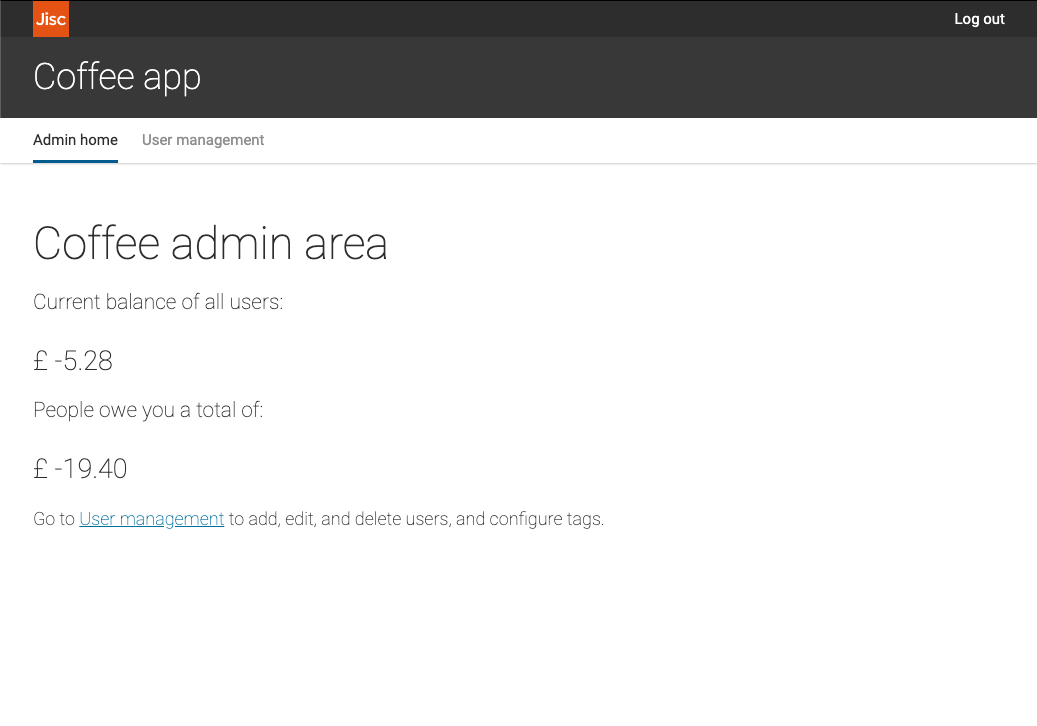 Jisc
Log out
Coffee app
Admin home
User management
Coffee admin area
Current balance of all users:
£ -5.28
People owe you a total of:
£ -19.40
Go to User management to add, edit, and delete users, and configure tags.